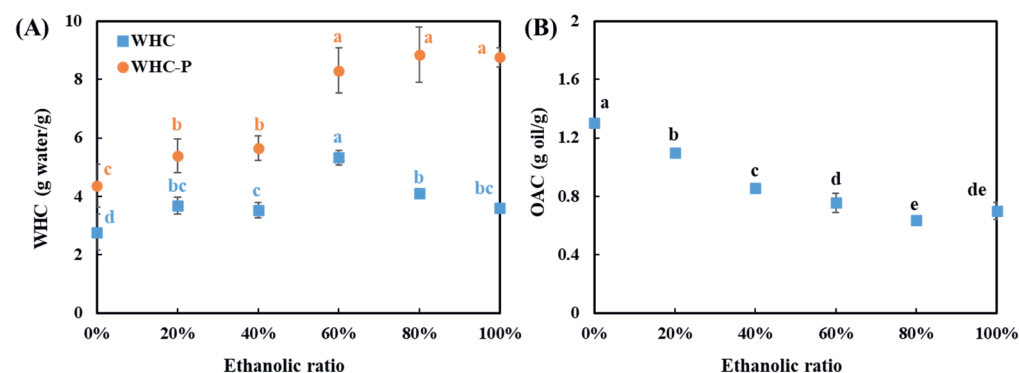 (A)
WHC (g water/g)
10
8
6
4
2
0
WHC
WHC-P
a
a
a
b
b
c
a
bc
c
b
bc
d
0%
20%
40%
60%
80%
100%
Ethanolic ratio
(B)
OAC (g oil/g)
2
1.6
1.2
0.8
0.4
0
a
b
c
d
e
de
0%
20%
40%
60%
80%
100%
Ethanolic ratio